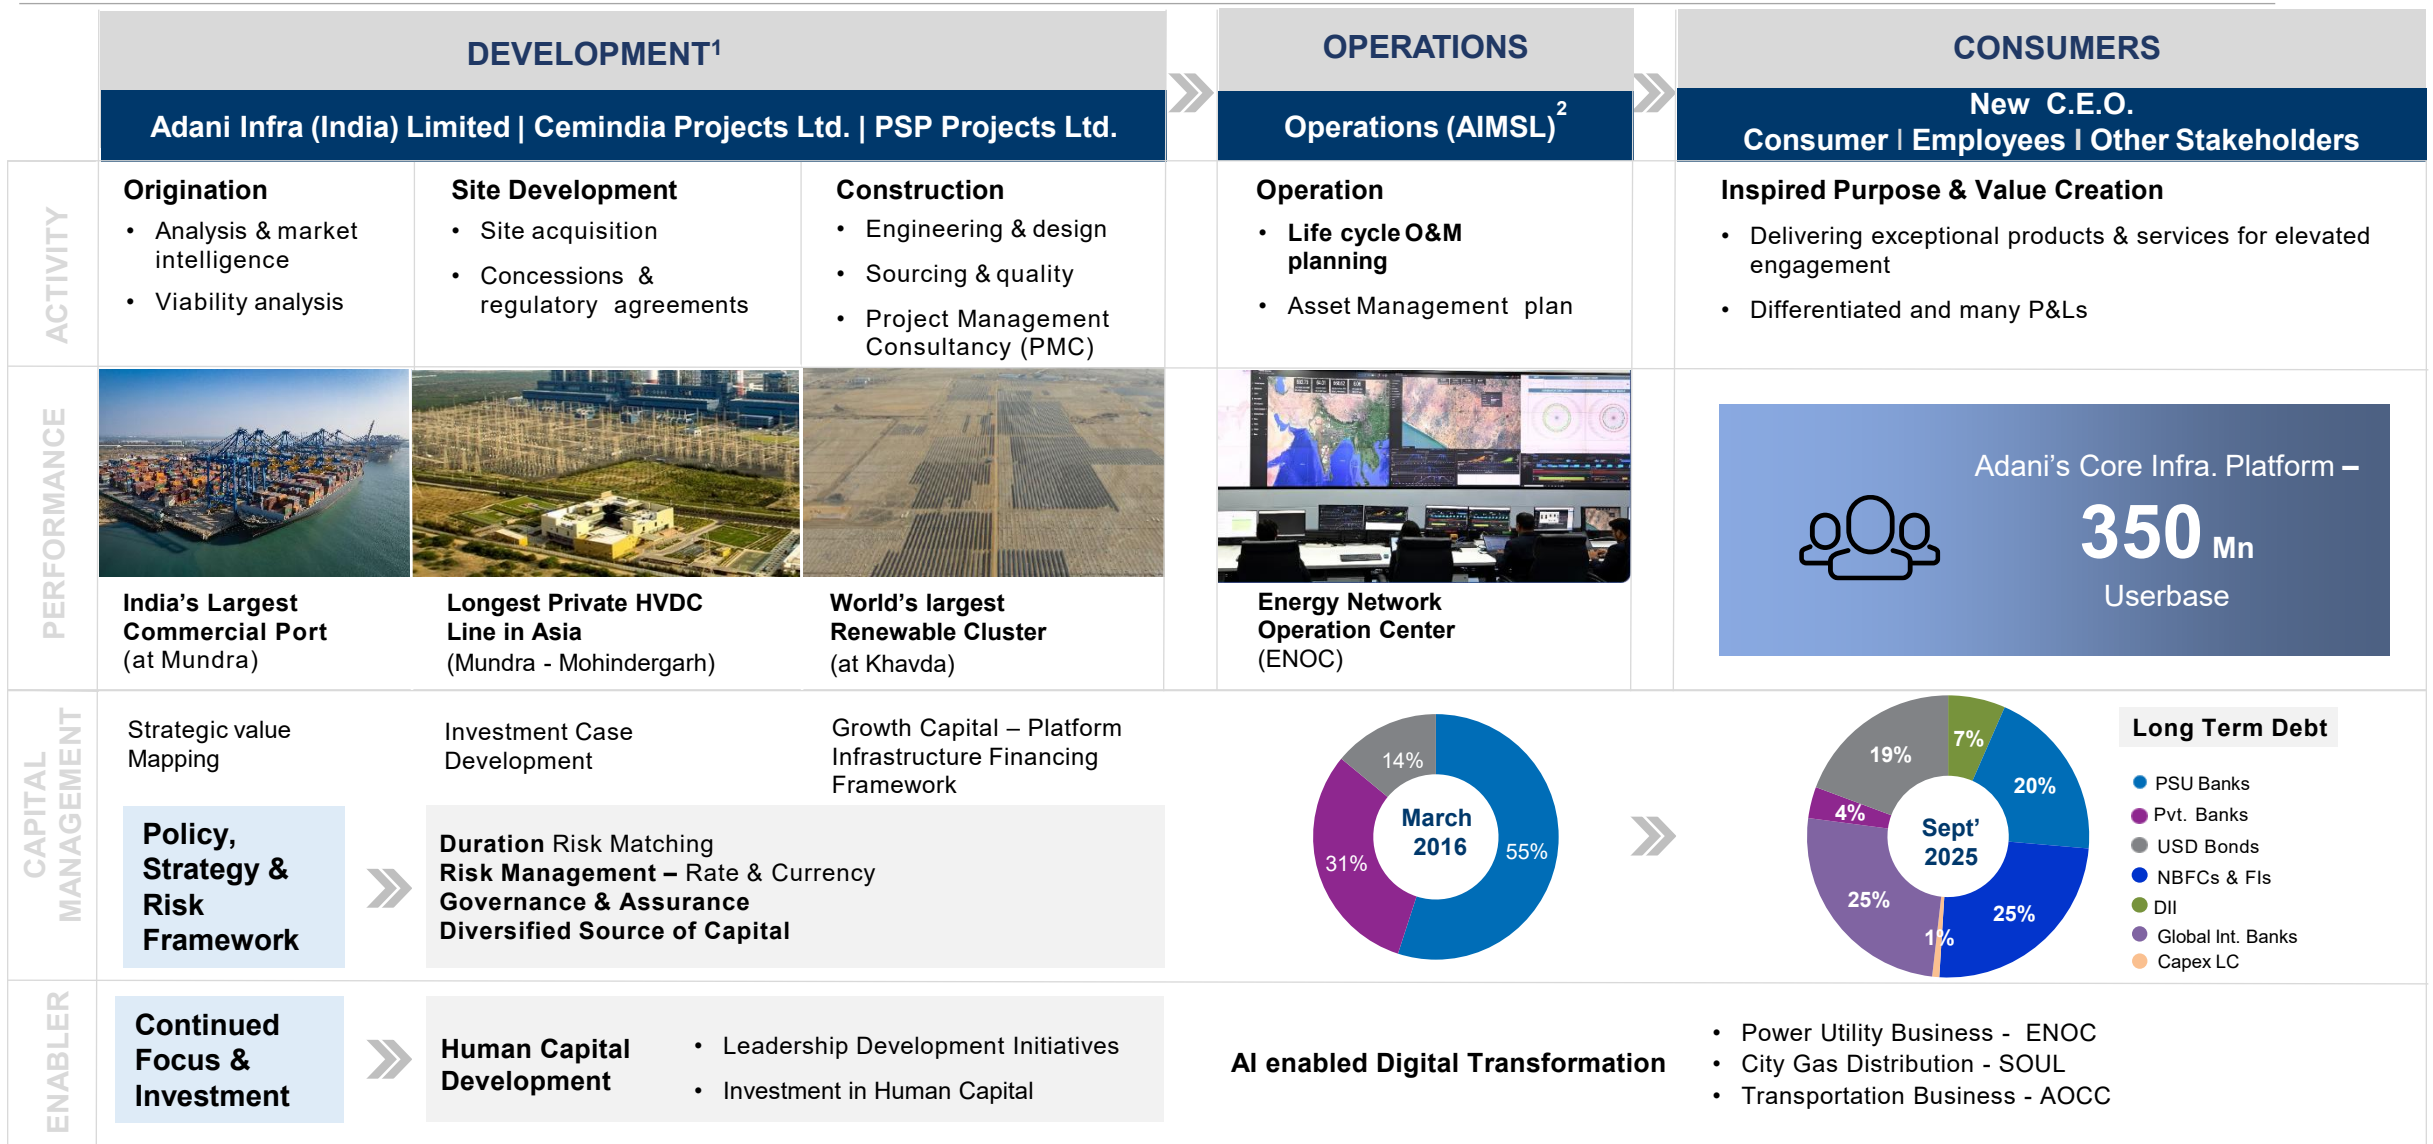 DEVELOPMENT1
OPERATIONS
CONSUMERS
Adani Infra (India) Limited | Cemindia Projects Ltd. | PSP Projects Ltd.
Operations (AIMSL)2
New C.E.O.
Consumer I Employees I Other Stakeholders
ACTIVITY
Origination
• Analysis & market
intelligence
• Viability analysis
Site Development
• Site acquisition
• Concessions &
regulatory agreements
Construction
• Engineering & design
• Sourcing & quality
• Project Management
Consultancy (PMC)
Operation
• Life cycle O&M
planning
• Asset Management plan
Inspired Purpose & Value Creation
• Delivering exceptional products & services for elevated
engagement
• Differentiated and many P&Ls
PERFORMANCE
India's Largest
Commercial Port
(at Mundra)
Longest Private HVDC
Line in Asia
(Mundra - Mohindergarh)
World's largest
Renewable Cluster
(at Khavda)
Energy Network
Operation Center
(ENOC)
Adani's Core Infra. Platform –
350 Mn
Userbase
CAPITAL
MANAGEMENT
Strategic value
Mapping
Investment Case
Development
Growth Capital – Platform
Infrastructure Financing
Framework
Policy,
Strategy &
Risk
Framework
Duration Risk Matching
Risk Management – Rate & Currency
Governance & Assurance
Diversified Source of Capital
14%
31%
55%
March
2016
7%
19%
20%
4%
25%
25%
1%
Sept'
2025
Long Term Debt
PSU Banks
Pvt. Banks
USD Bonds
NBFCs & FIs
DII
Global Int. Banks
Capex LC
ENABLER
Continued
Focus &
Investment
Human Capital
Development
• Leadership Development Initiatives
• Investment in Human Capital
AI enabled Digital Transformation
• Power Utility Business - ENOC
• City Gas Distribution - SOUL
• Transportation Business - AOCC